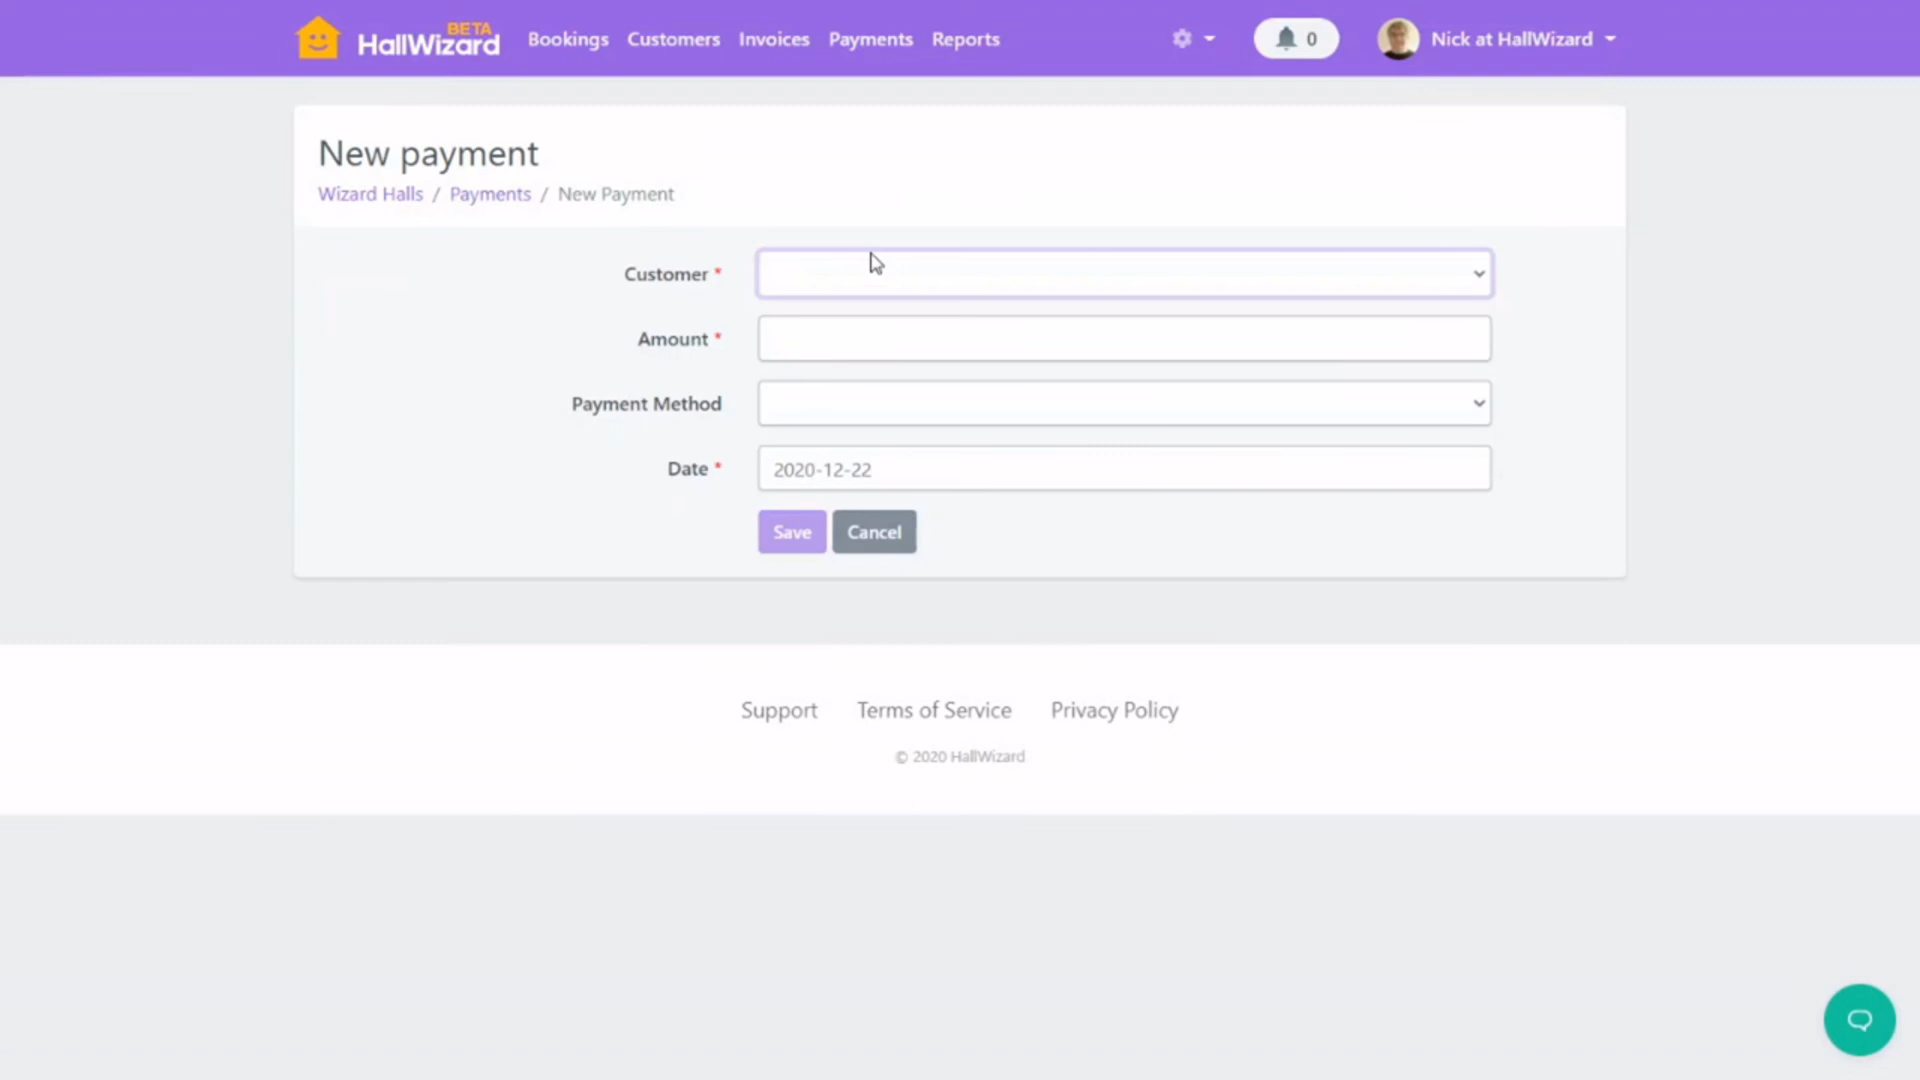 BETA
HallWizard Bookings Customers Invoices Payments Reports 0 Nick at HallWizard
New payment
Wizard Halls / Payments / New Payment
Customer *
Amount *
Payment Method
Date * 2020-12-22
Save Cancel
Support Terms of Service Privacy Policy
© 2020 HallWizard